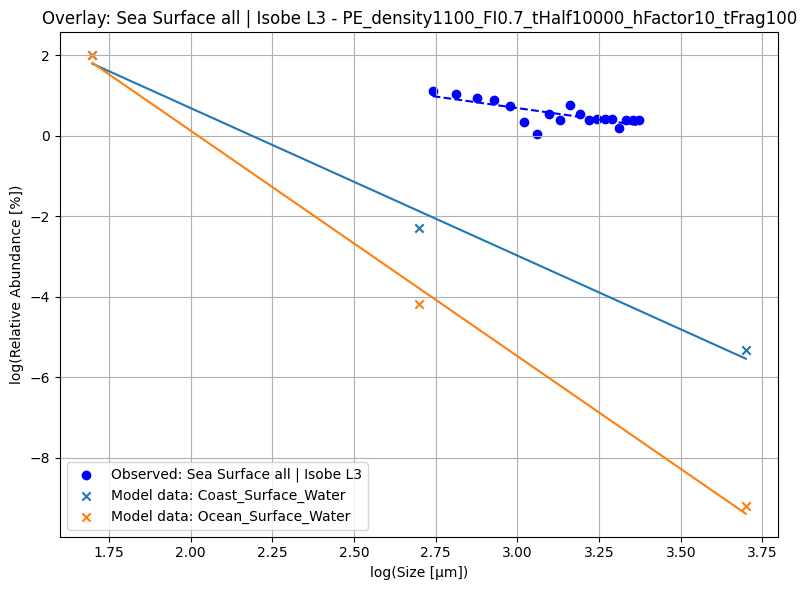 Overlay: Sea Surface all | Isobe L3 - PE_density1100_FI0.7_tHalf10000_hFactor10_tFrag100
log(Relative Abundance [%])
2
0
−2
−4
−6
−8
Observed: Sea Surface all | Isobe L3
Model data: Coast_Surface_Water
Model data: Ocean_Surface_Water
1.75 2.00 2.25 2.50 2.75 3.00 3.25 3.50 3.75
log(Size [μm])